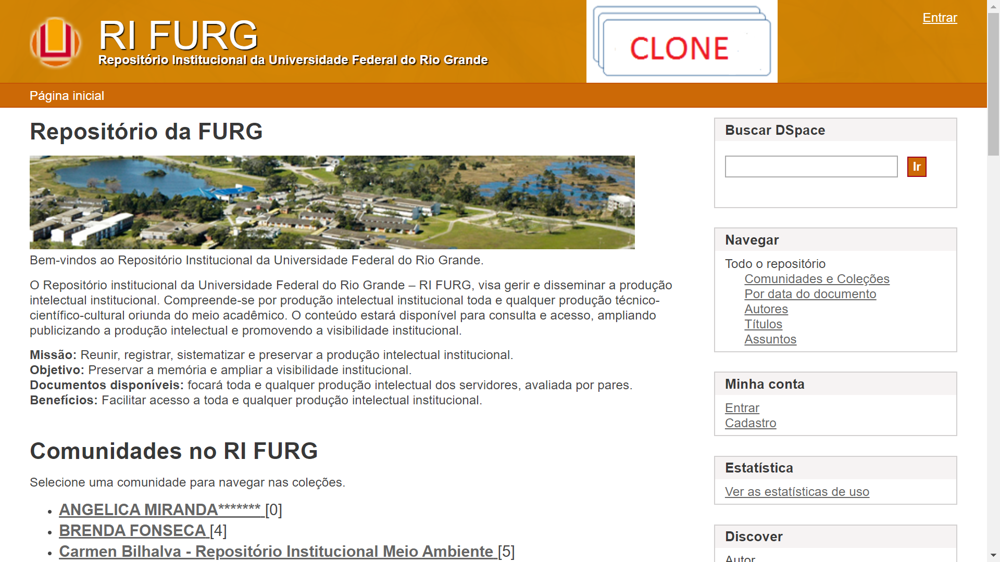 RI FURG
Repositório Institucional da Universidade Federal do Rio Grande
CLONE
Entrar
Página inicial
Repositório da FURG
Bem-vindos ao Repositório Institucional da Universidade Federal do Rio Grande.
O Repositório institucional da Universidade Federal do Rio Grande – RI FURG, visa gerir e disseminar a produção
intelectual institucional. Compreende-se por produção intelectual institucional toda e qualquer produção técnico-
científico-cultural oriunda do meio acadêmico. O conteúdo estará disponível para consulta e acesso, ampliando
publicizando a produção intelectual e promovendo a visibilidade institucional.
Missão: Reunir, registrar, sistematizar e preservar a produção intelectual institucional.
Objetivo: Preservar a memória e ampliar a visibilidade institucional.
Documentos disponíveis: focará toda e qualquer produção intelectual dos servidores, avaliada por pares.
Benefícios: Facilitar acesso a toda e qualquer produção intelectual institucional.
Comunidades no RI FURG
Selecione uma comunidade para navegar nas coleções.
ANGELICA MIRANDA******* [0]
BRENDA FONSECA [4]
Carmen Bilhalva - Repositório Institucional Meio Ambiente [5]
Buscar DSpace
Ir
Navegar
Todo o repositório
Comunidades e Coleções
Por data do documento
Autores
Títulos
Assuntos
Minha conta
Entrar
Cadastro
Estatística
Ver as estatísticas de uso
Discover
Autor